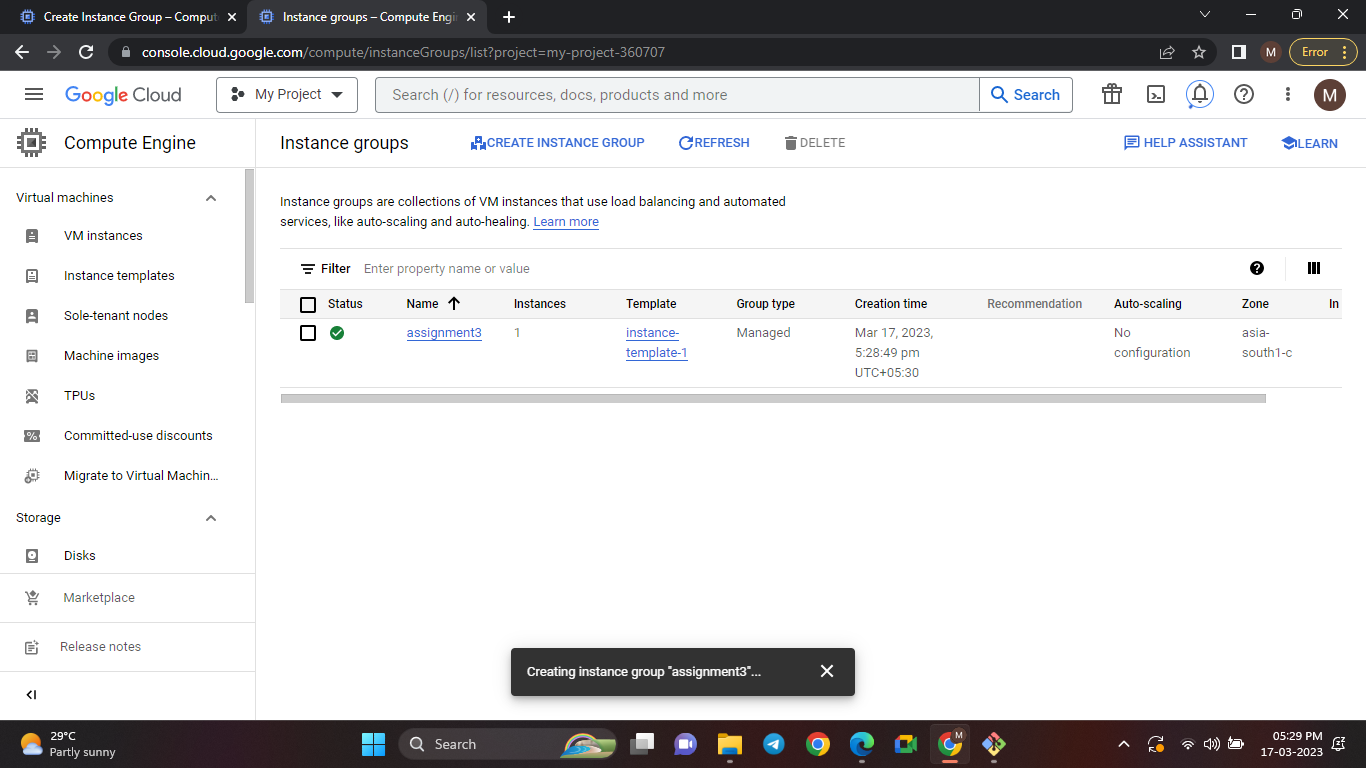 Create Instance Group – Comput
Instance groups – Compute Engin
console.cloud.google.com/compute/instanceGroups/list?project=my-project-360707
M
Error
Google Cloud
My Project
Search (/) for resources, docs, products and more
Search
M
Compute Engine
Instance groups
CREATE INSTANCE GROUP
REFRESH
DELETE
HELP ASSISTANT
LEARN
Virtual machines
VM instances
Instance templates
Sole-tenant nodes
Machine images
TPUs
Committed-use discounts
Migrate to Virtual Machin...
Storage
Disks
Marketplace
Release notes
Instance groups are collections of VM instances that use load balancing and automated
services, like auto-scaling and auto-healing. Learn more
Filter Enter property name or value
Status Name Instances Template Group type Creation time Recommendation Auto-scaling Zone In
assignment3 1 instance- Managed Mar 17, 2023, No asia-
template-1 5:28:49 pm configuration south1-c
UTC+05:30
Creating instance group "assignment3"...
29°C
Partly sunny
Search
M
05:29 PM
17-03-2023